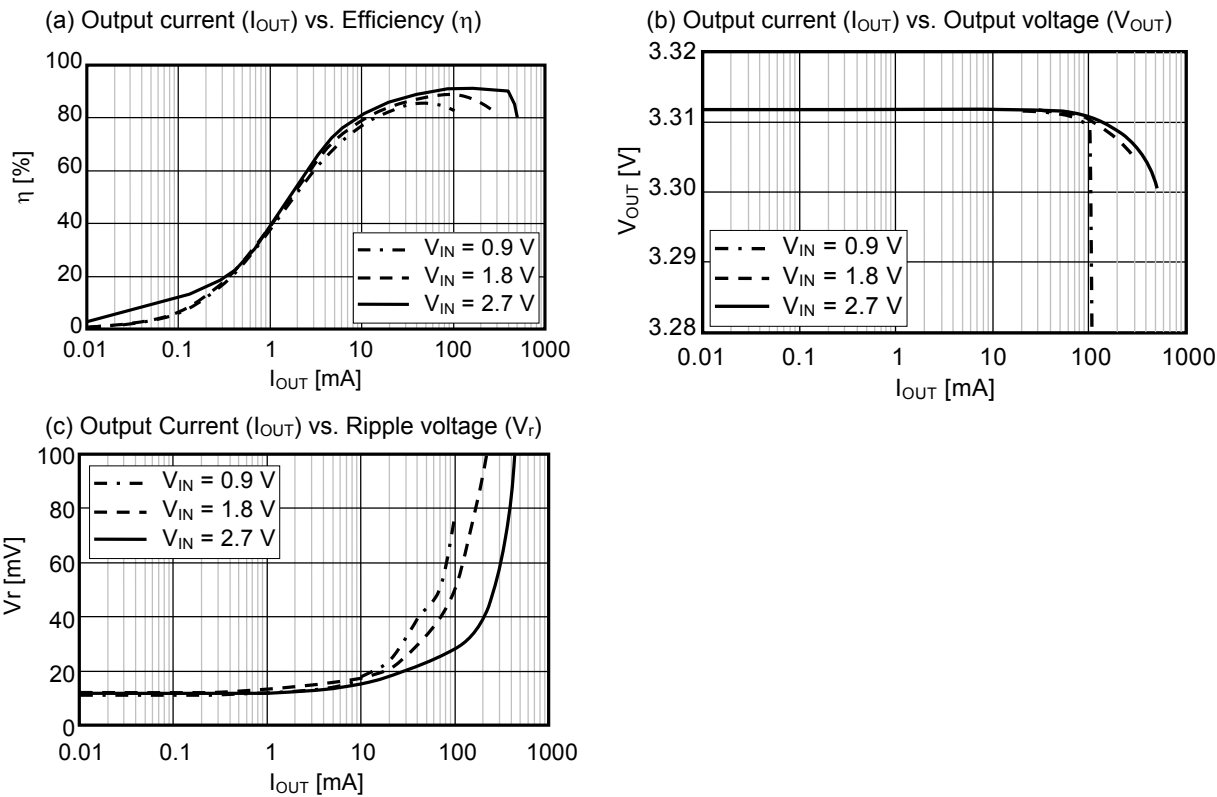 (a) Output current (IOUT) vs. Efficiency (η)
100
80
60
40
20
0
η [%]
0.01 0.1 1 10 100 1000
IOUT [mA]
VIN = 0.9 V
VIN = 1.8 V
VIN = 2.7 V
(b) Output current (IOUT) vs. Output voltage (VOUT)
3.32
3.31
3.30
3.29
3.28
VOUT [V]
0.01 0.1 1 10 100 1000
IOUT [mA]
VIN = 0.9 V
VIN = 1.8 V
VIN = 2.7 V
(c) Output Current (IOUT) vs. Ripple voltage (Vr)
100
80
60
40
20
0
Vr [mV]
0.01 0.1 1 10 100 1000
IOUT [mA]
VIN = 0.9 V
VIN = 1.8 V
VIN = 2.7 V